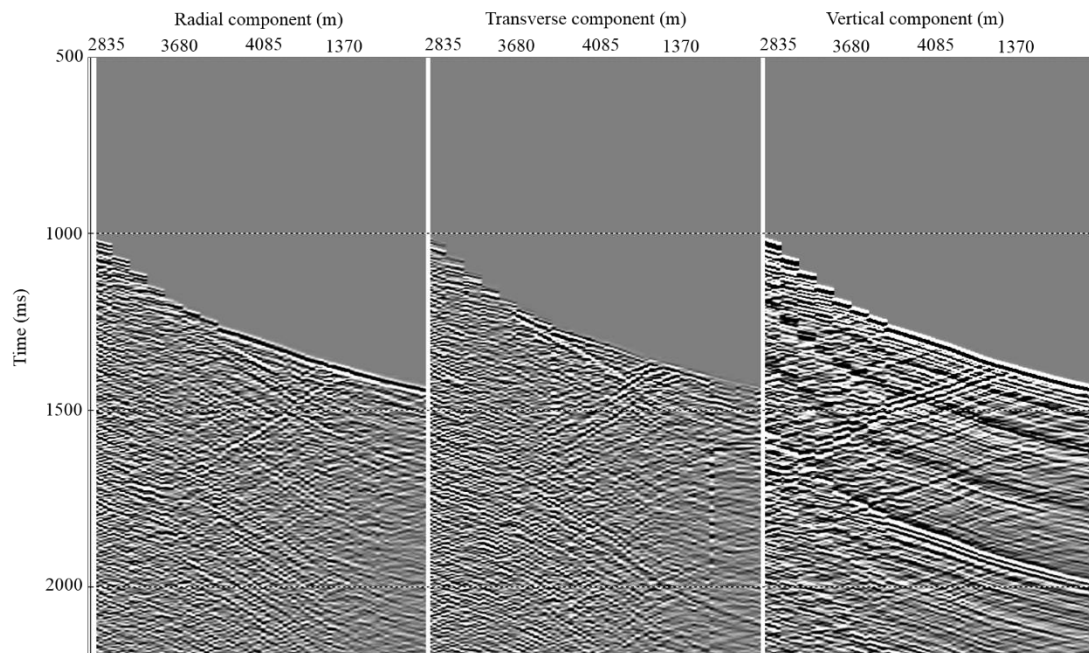 Radial component (m) Transverse component (m) Vertical component (m)
2835 3680 4085 1370 2835 3680 4085 1370 2835 3680 4085 1370
500
1000
1500
2000
Time (ms)